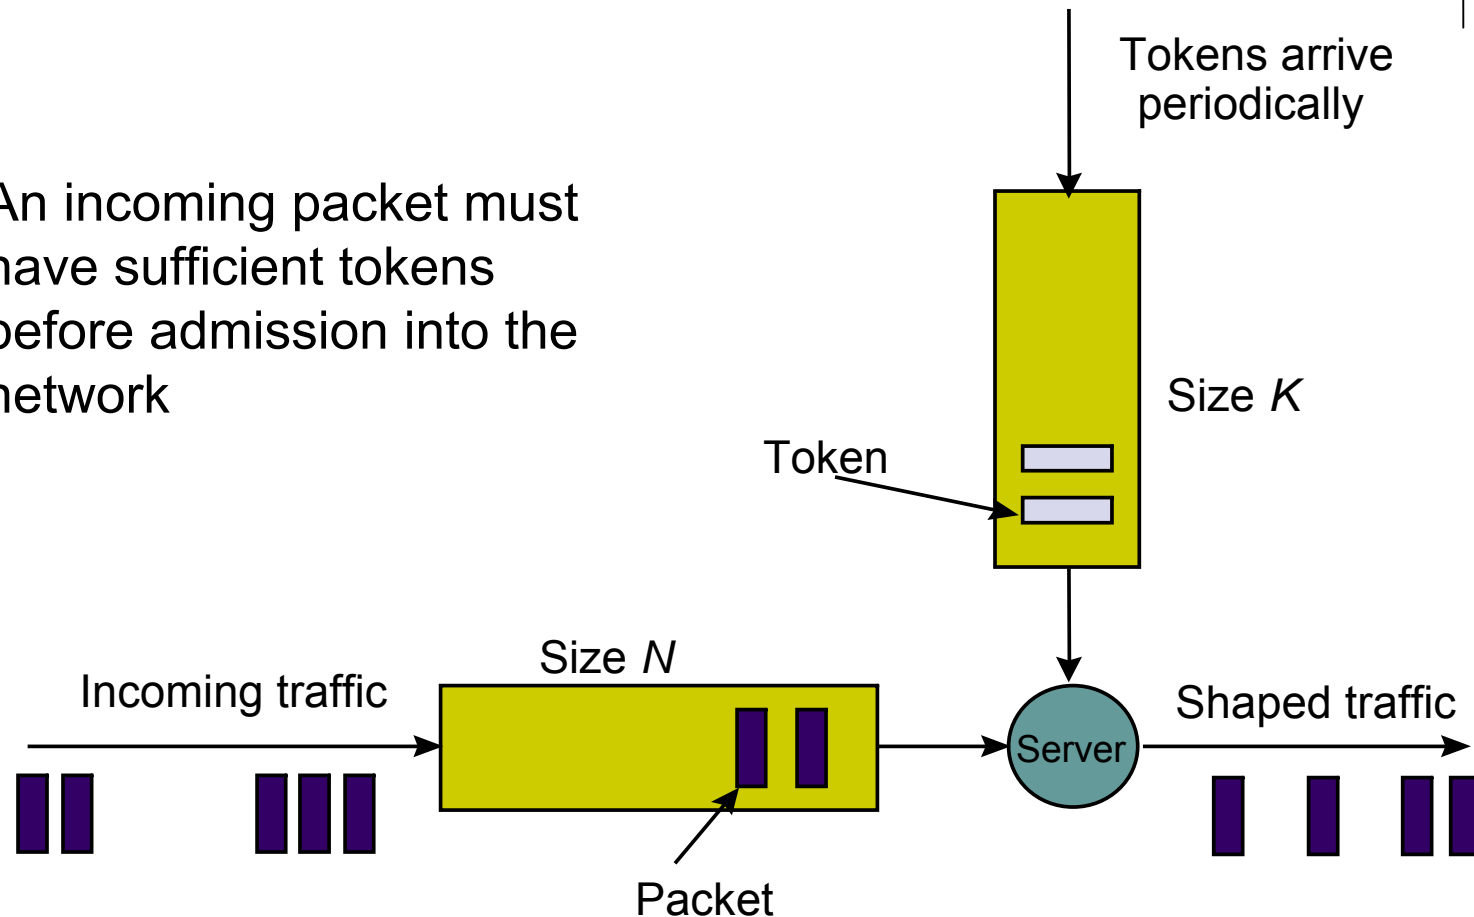 Tokens arrive
periodically
An incoming packet must
have sufficient tokens
before admission into the
network
Size K
Token
Size N
Incoming traffic
Shaped traffic
Server
Packet